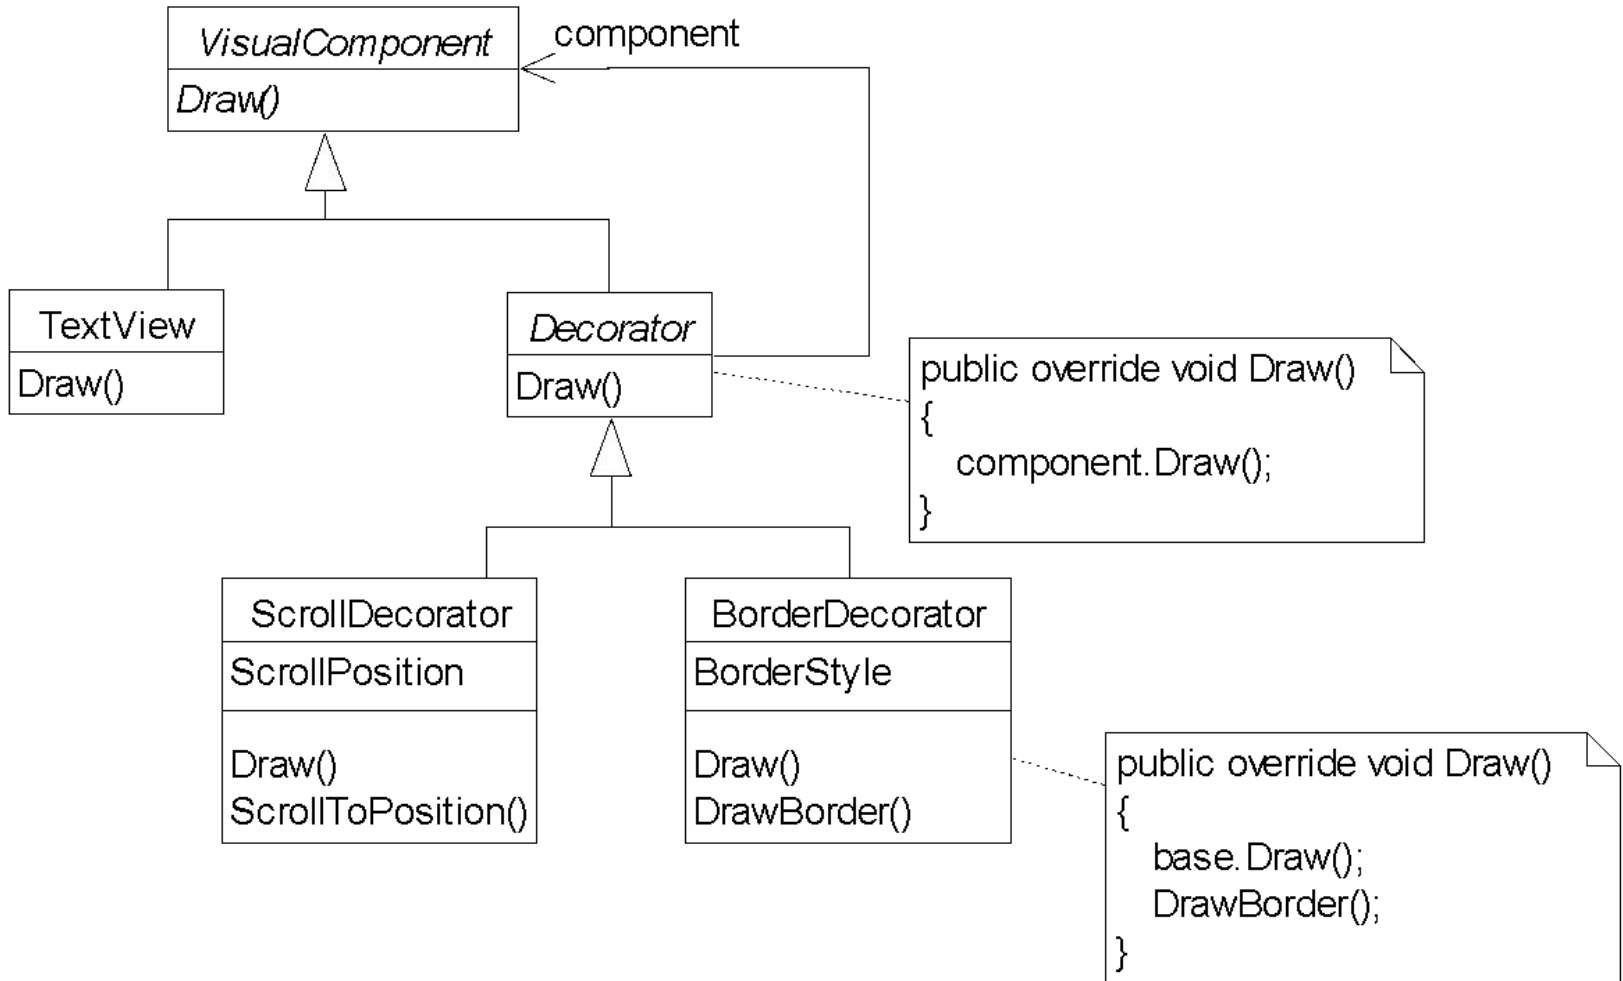 VisualComponent
component
Draw()
TextView
Draw()
Decorator
Draw()
public override void Draw()
{
component.Draw();
}
ScrollDecorator
ScrollPosition
Draw()
ScrollToPosition()
BorderDecorator
BorderStyle
Draw()
DrawBorder()
public override void Draw()
{
base.Draw();
DrawBorder();
}